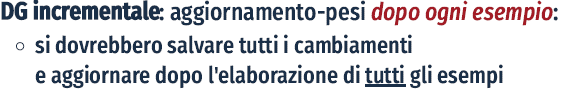 DG incrementale: aggiornamento-pesi dopo ogni esempio:
○ si dovrebbero salvare tutti i cambiamenti
e aggiornare dopo l'elaborazione di tutti gli esempi